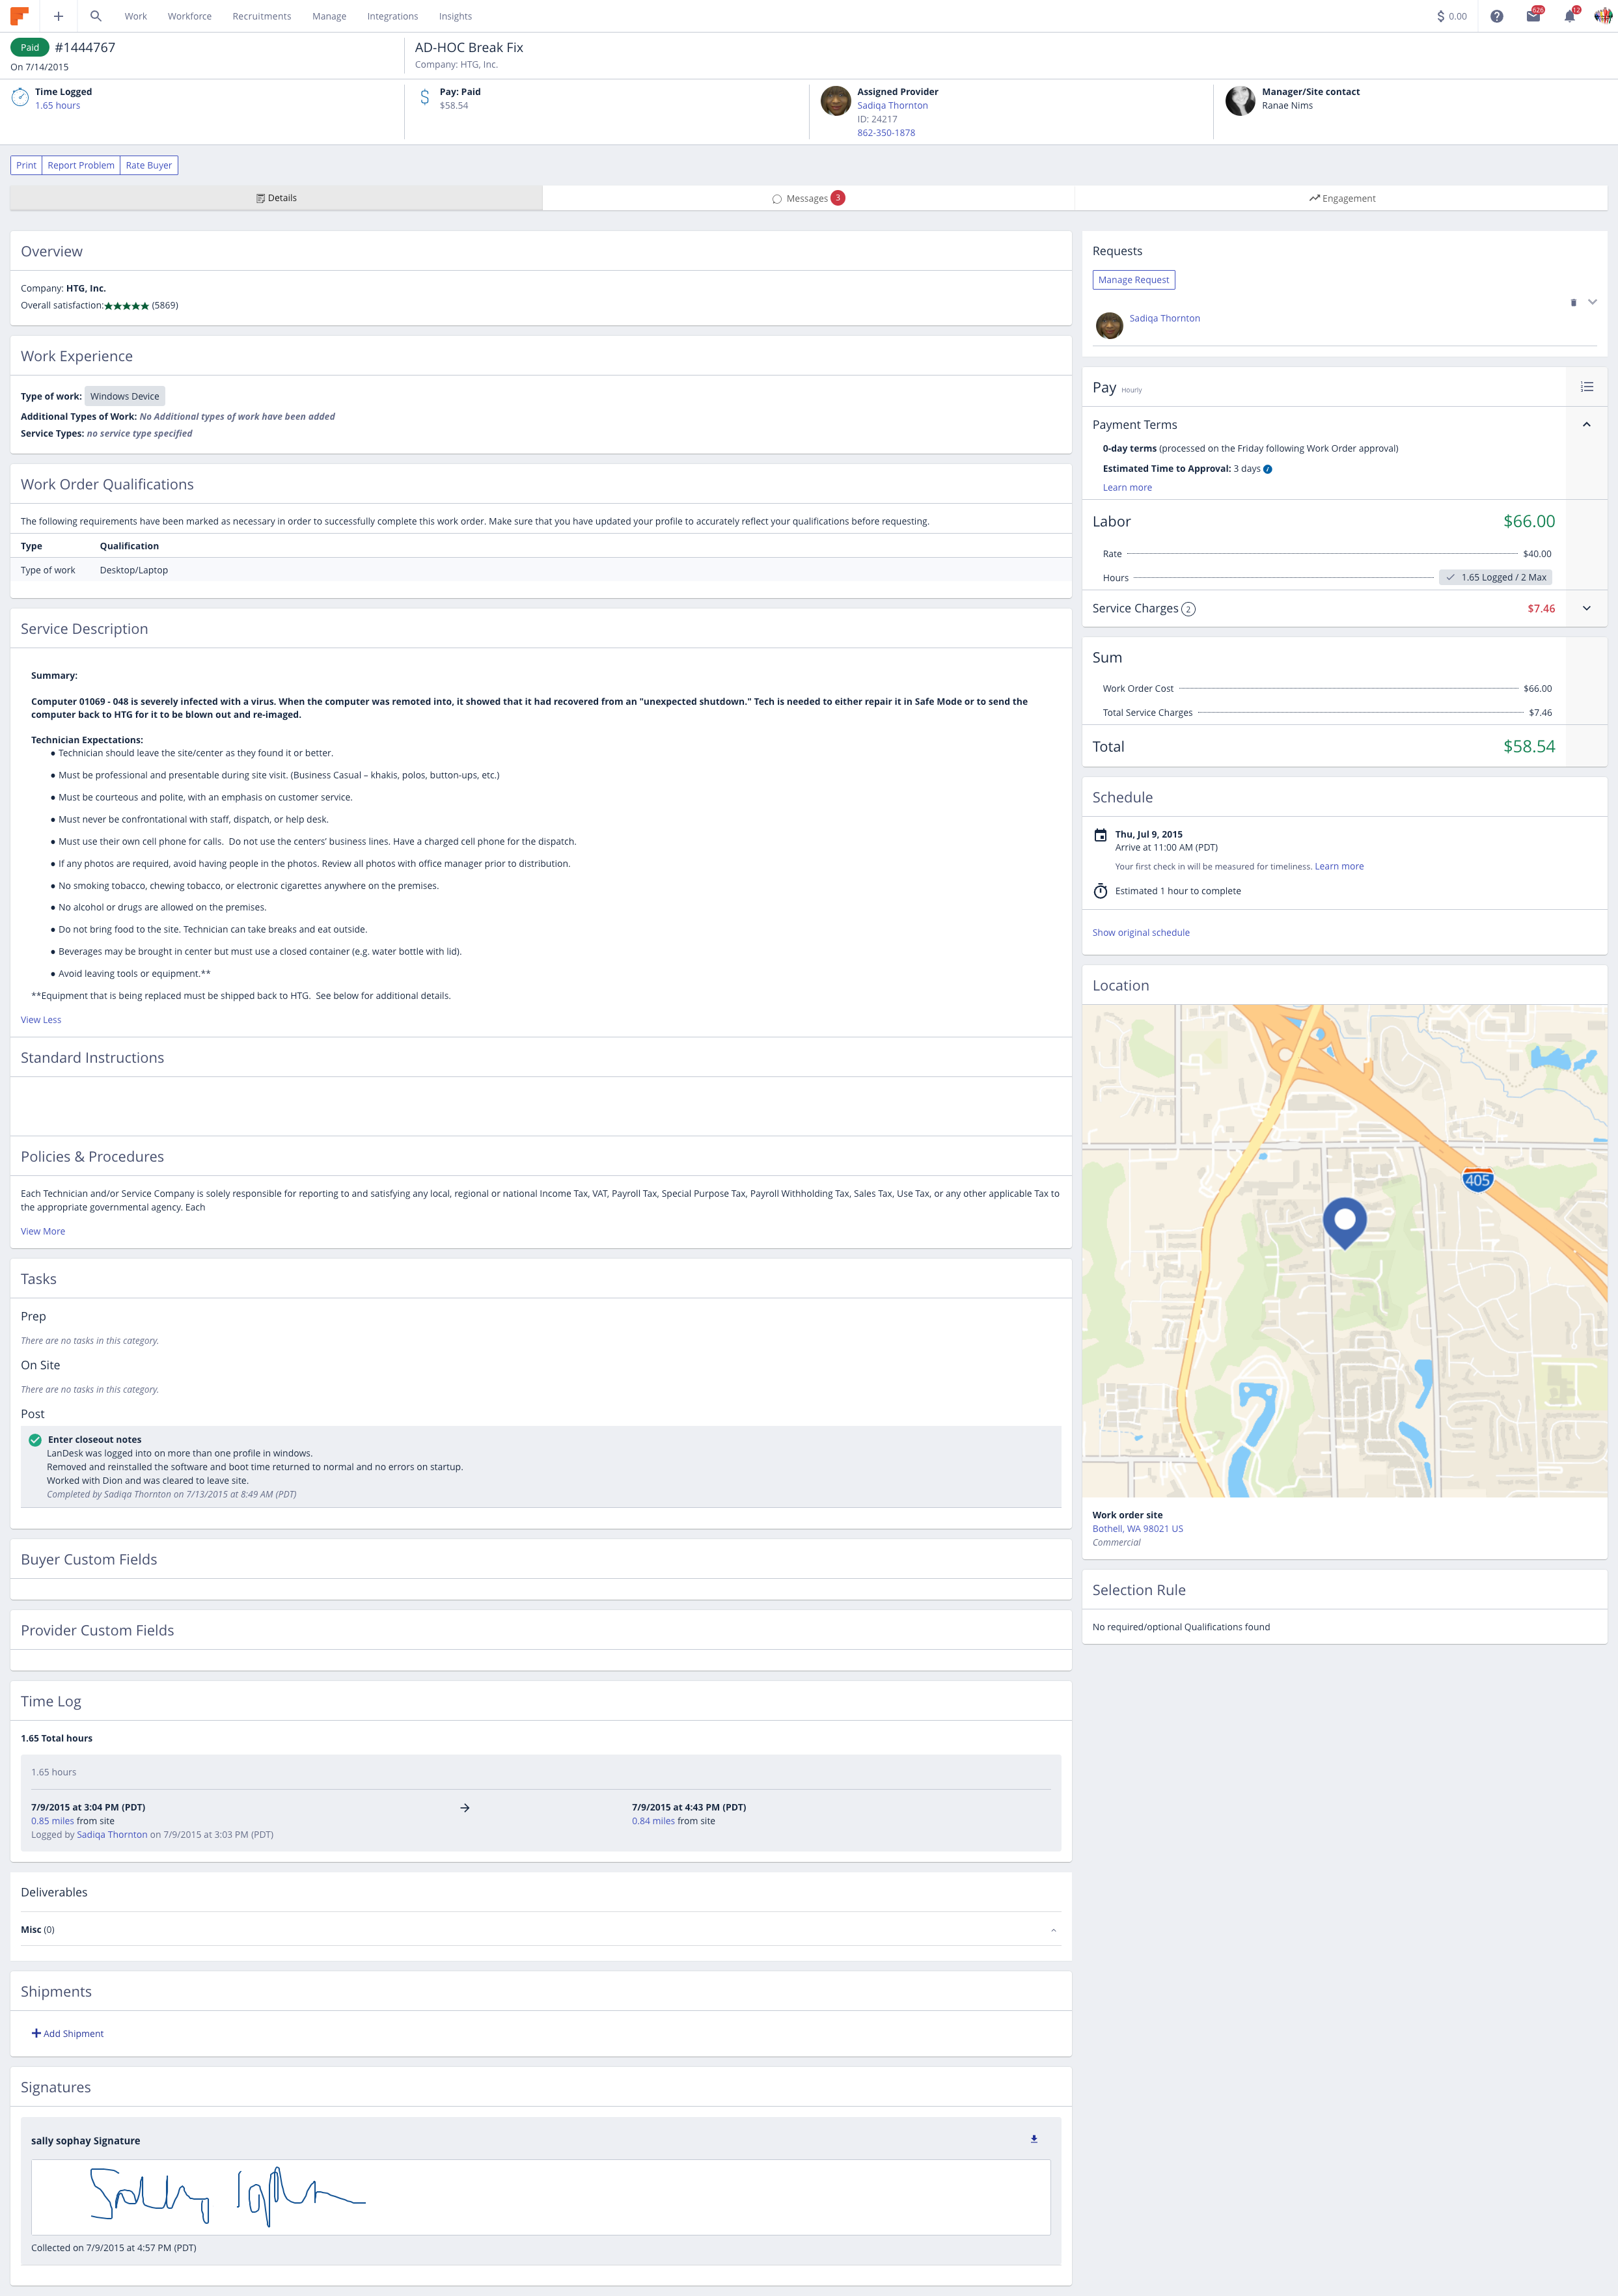 Work Workforce Recruitments Manage Integrations Insights 0.00 626 12
Paid #1444767
On 7/14/2015
AD-HOC Break Fix
Company: HTG, Inc.
Time Logged
1.65 hours
Pay: Paid
$58.54
Assigned Provider
Sadiqa Thornton
ID: 24217
862-350-1878
Manager/Site contact
Ranae Nims
Print Report Problem Rate Buyer
Details Messages 3 Engagement
Overview
Company: HTG, Inc.
Overall satisfaction:★★★★★ (5869)
Work Experience
Type of work: Windows Device
Additional Types of Work: No Additional types of work have been added
Service Types: no service type specified
Work Order Qualifications
The following requirements have been marked as necessary in order to successfully complete this work order. Make sure that you have updated your profile to accurately reflect your qualifications before requesting.
Type Qualification
Type of work Desktop/Laptop
Service Description
Summary:
Computer 01069 - 048 is severely infected with a virus. When the computer was remoted into, it showed that it had recovered from an "unexpected shutdown." Tech is needed to either repair it in Safe Mode or to send the
computer back to HTG for it to be blown out and re-imaged.
Technician Expectations:
● Technician should leave the site/center as they found it or better.
● Must be professional and presentable during site visit. (Business Casual – khakis, polos, button-ups, etc.)
● Must be courteous and polite, with an emphasis on customer service.
● Must never be confrontational with staff, dispatch, or help desk.
● Must use their own cell phone for calls. Do not use the centers’ business lines. Have a charged cell phone for the dispatch.
● If any photos are required, avoid having people in the photos. Review all photos with office manager prior to distribution.
● No smoking tobacco, chewing tobacco, or electronic cigarettes anywhere on the premises.
● No alcohol or drugs are allowed on the premises.
● Do not bring food to the site. Technician can take breaks and eat outside.
● Beverages may be brought in center but must use a closed container (e.g. water bottle with lid).
● Avoid leaving tools or equipment.**
**Equipment that is being replaced must be shipped back to HTG. See below for additional details.
View Less
Standard Instructions
Policies & Procedures
Each Technician and/or Service Company is solely responsible for reporting to and satisfying any local, regional or national Income Tax, VAT, Payroll Tax, Special Purpose Tax, Payroll Withholding Tax, Sales Tax, Use Tax, or any other applicable Tax to
the appropriate governmental agency. Each
View More
Tasks
Prep
There are no tasks in this category.
On Site
There are no tasks in this category.
Post
Enter closeout notes
LanDesk was logged into on more than one profile in windows.
Removed and reinstalled the software and boot time returned to normal and no errors on startup.
Worked with Dion and was cleared to leave site.
Completed by Sadiqa Thornton on 7/13/2015 at 8:49 AM (PDT)
Buyer Custom Fields
Provider Custom Fields
Time Log
1.65 Total hours
1.65 hours
7/9/2015 at 3:04 PM (PDT)
0.85 miles from site
Logged by Sadiqa Thornton on 7/9/2015 at 3:03 PM (PDT)
7/9/2015 at 4:43 PM (PDT)
0.84 miles from site
Deliverables
Misc (0)
Shipments
Add Shipment
Signatures
sally sophay Signature
Collected on 7/9/2015 at 4:57 PM (PDT)
Requests
Manage Request
Sadiqa Thornton
Pay Hourly
Payment Terms
0-day terms (processed on the Friday following Work Order approval)
Estimated Time to Approval: 3 days
Learn more
Labor $66.00
Rate $40.00
Hours 1.65 Logged / 2 Max
Service Charges 2 $7.46
Sum
Work Order Cost $66.00
Total Service Charges $7.46
Total $58.54
Schedule
Thu, Jul 9, 2015
Arrive at 11:00 AM (PDT)
Your first check in will be measured for timeliness. Learn more
Estimated 1 hour to complete
Show original schedule
Location
405
Work order site
Bothell, WA 98021 US
Commercial
Selection Rule
No required/optional Qualifications found